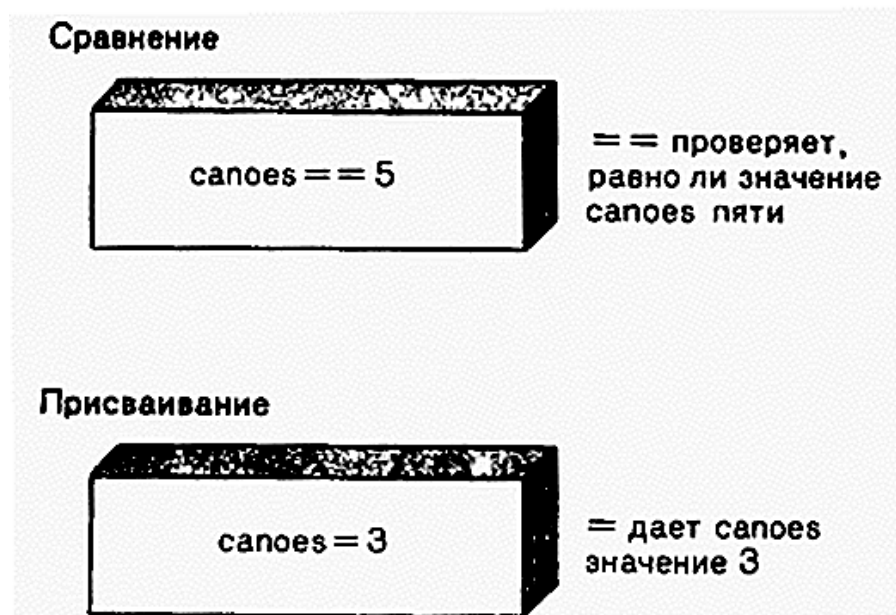 Сравнение
canoes == 5
== проверяет,
равно ли значение
canoes пяти
Присваивание
canoes = 3
= дает canoes
значение 3